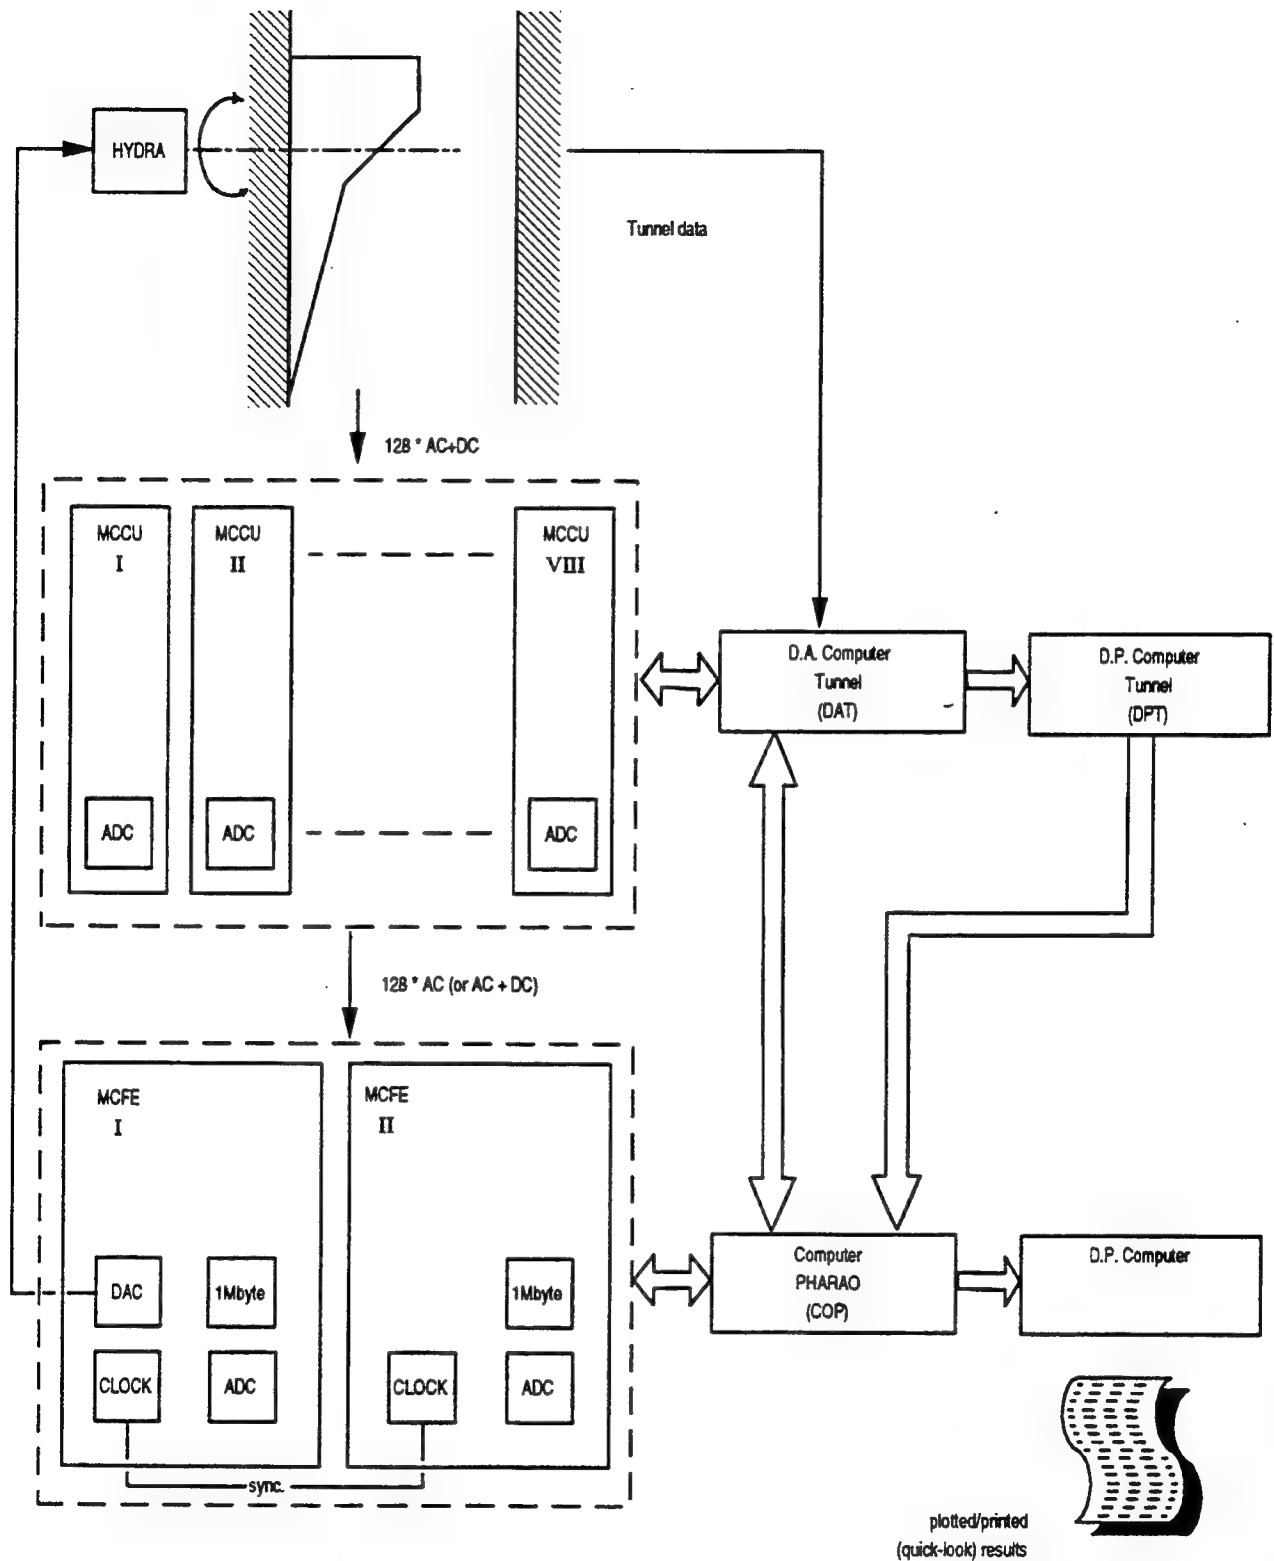 HYDRA
Tunnel data
128 * AC+DC
MCCU
I
MCCU
II
MCCU
VIII
ADC
ADC
ADC
D.A. Computer
Tunnel
(DAT)
D.P. Computer
Tunnel
(DPT)
128 * AC (or AC + DC)
MCFE
I
MCFE
II
DAC
1Mbyte
1Mbyte
CLOCK
ADC
CLOCK
ADC
sync.
Computer
PHARAO
(COP)
D.P. Computer
plotted/printed
(quick-look) results